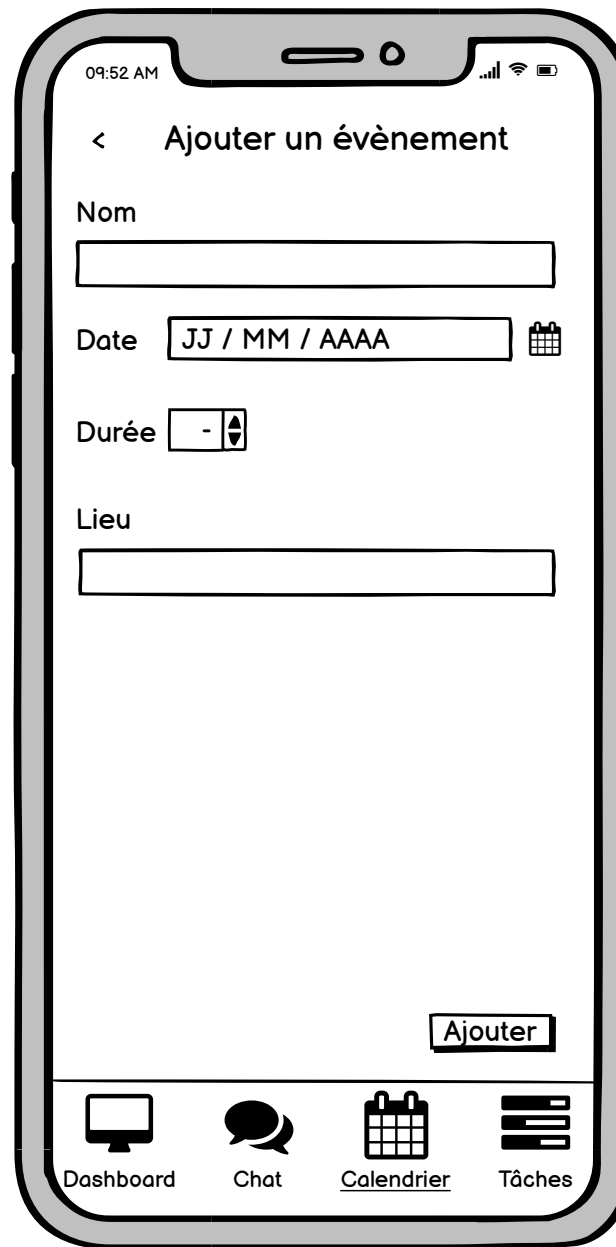 09:52 AM
< Ajouter un évènement
Nom
Date JJ / MM / AAAA
Durée -
Lieu
Ajouter
Dashboard Chat Calendrier Tâches